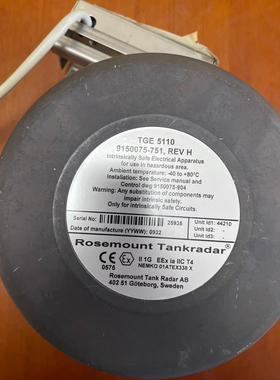 TGE 5110
9150075-751, REV H
Intrinsically Safe Electrical Apparatus
for use in hazardous area.
Ambient temperature: -40 to +80°C
Installation: See Service manual and
Control dwg 9150075-904
Warning: Any substitution of components
may impair intrinsic safety.
Only for Intrinsically Safe Circuits.
Serial No: 25935 Unit Id1: 44210
Date of manufacture (YYWW): 0932 Unit Id2: -
Unit Id3: -
Rosemount Tankradar®
0575 Ex II 1G EEx ia IIC T4
NEMKO 01ATEX338 X
Rosemount Tank Radar AB
402 51 Göteborg, Sweden